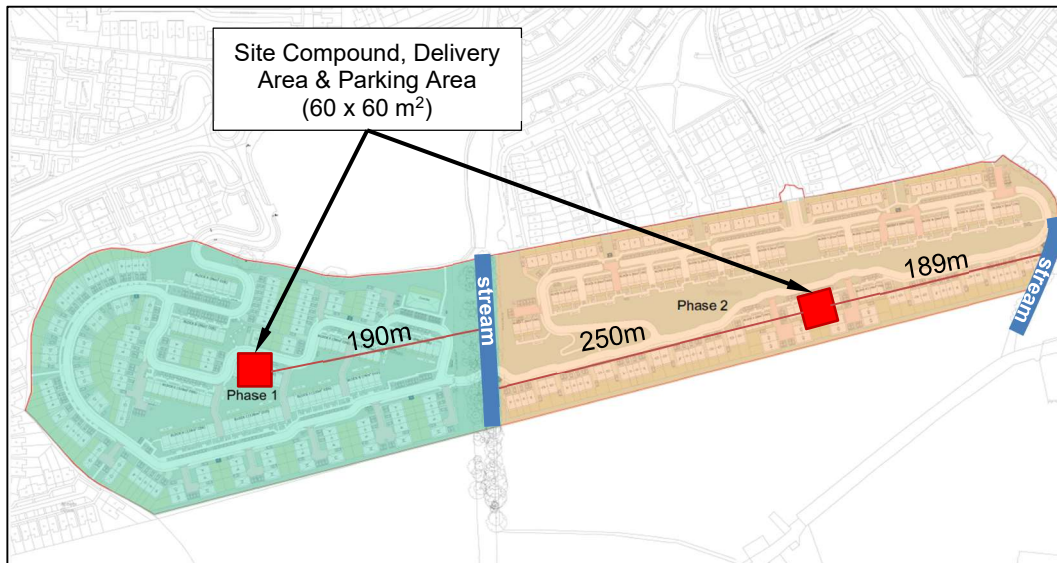 Site Compound, Delivery
Area & Parking Area
(60 x 60 m²)
stream
189m
stream
Phase 2
250m
190m
Phase 1